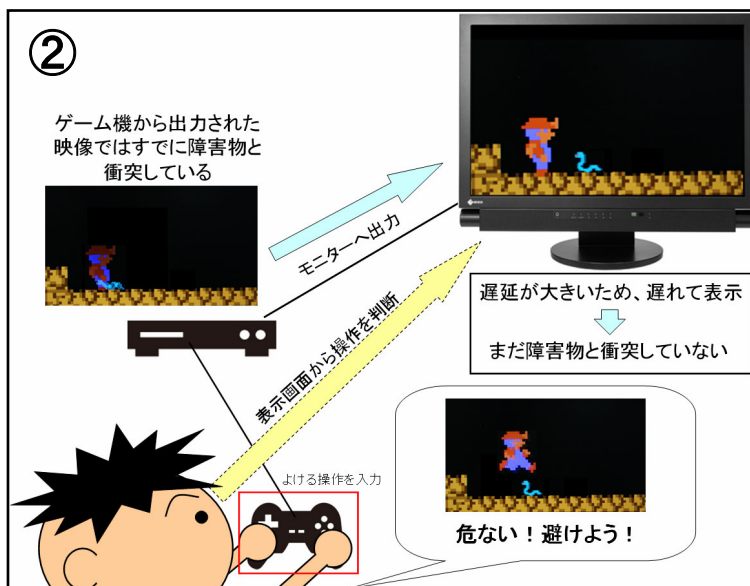 ②
ゲーム機から出力された
映像ではすでに障害物と
衝突している
モニターへ出力
遅延が大きいため、遅れて表示
まだ障害物と衝突していない
表示画面から操作を判断
よける操作を入力
危ない！避けよう！